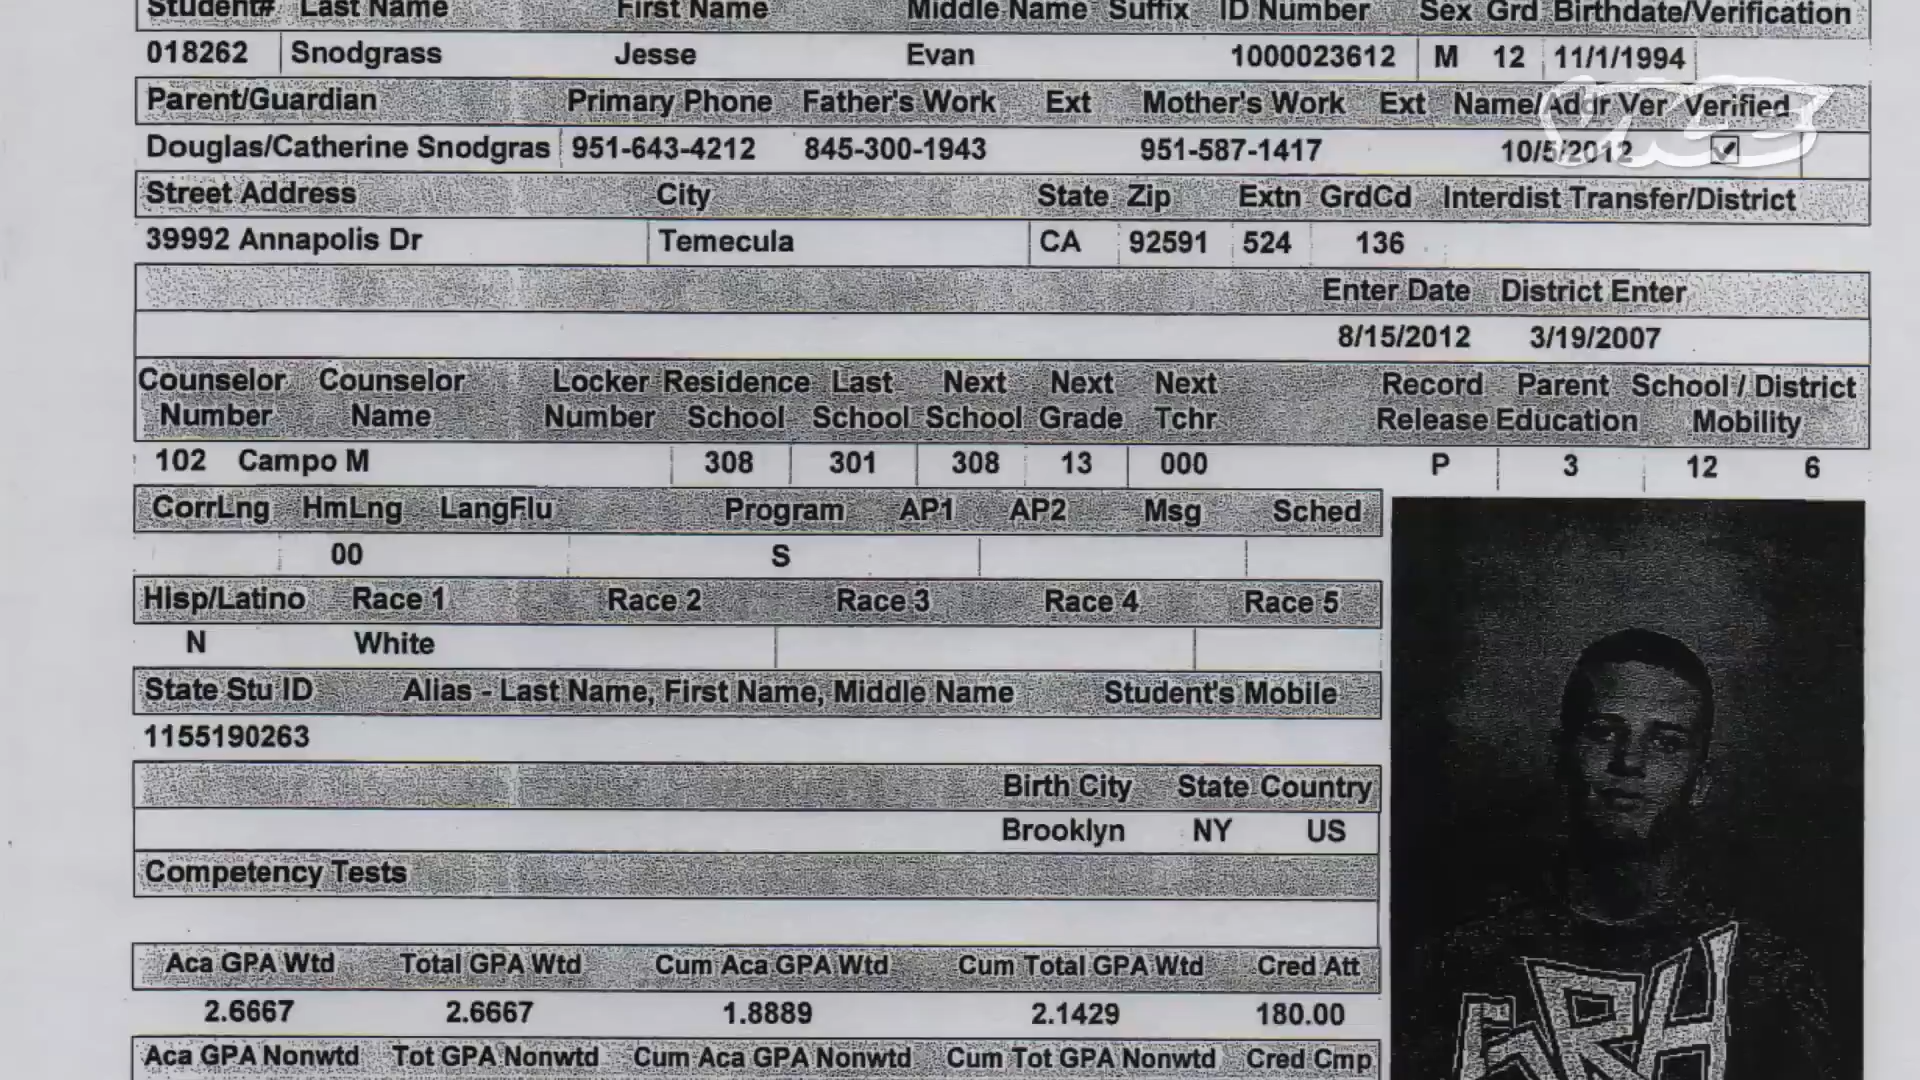 Student# Last Name First Name Middle Name Suffix ID Number Sex Grd Birthdate/Verification
018262 Snodgrass Jesse Evan 1000023612 M 12 11/1/1994
Parent/Guardian Primary Phone Father's Work Ext Mother's Work Ext Name/Addr Ver Verified
VICE
Douglas/Catherine Snodgras 951-643-4212 845-300-1943 951-587-1417 10/5/2012
Street Address City State Zip Extn GrdCd Interdist Transfer/District
39992 Annapolis Dr Temecula CA 92591 524 136
Enter Date District Enter
8/15/2012 3/19/2007
Counselor Counselor Locker Residence Last Next Next Next Record Parent School / District
Number Name Number School School School Grade Tchr Release Education Mobility
102 Campo M 308 301 308 13 000 P 3 12 6
CorrLng HmLng LangFlu Program AP1 AP2 Msg Sched
00 S
Hisp/Latino Race 1 Race 2 Race 3 Race 4 Race 5
N White
State Stu ID Alias - Last Name, First Name, Middle Name Student's Mobile
1155190263
Birth City State Country
Brooklyn NY US
Competency Tests
Aca GPA Wtd Total GPA Wtd Cum Aca GPA Wtd Cum Total GPA Wtd Cred Att
2.6667 2.6667 1.8889 2.1429 180.00
Aca GPA Nonwtd Tot GPA Nonwtd Cum Aca GPA Nonwtd Cum Tot GPA Nonwtd Cred Cmp